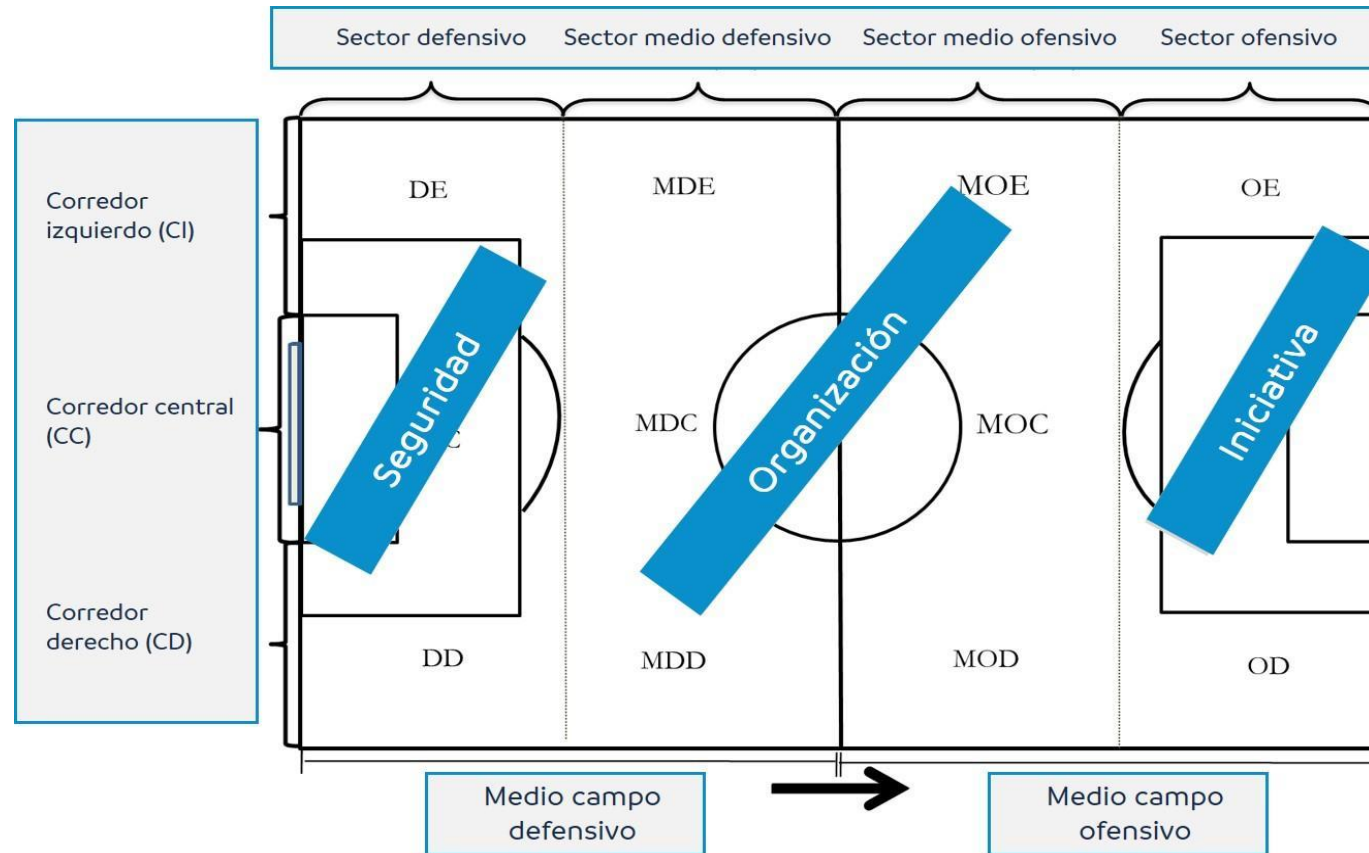 Sector defensivo
Sector medio defensivo
Sector medio ofensivo
Sector ofensivo
Corredor
izquierdo (CI)
Corredor central
(CC)
Corredor
derecho (CD)
DE
MDE
MOE
OE
Seguridad
MDC
Organización
MOC
Iniciativa
DD
MDD
MOD
OD
Medio campo
defensivo
Medio campo
ofensivo